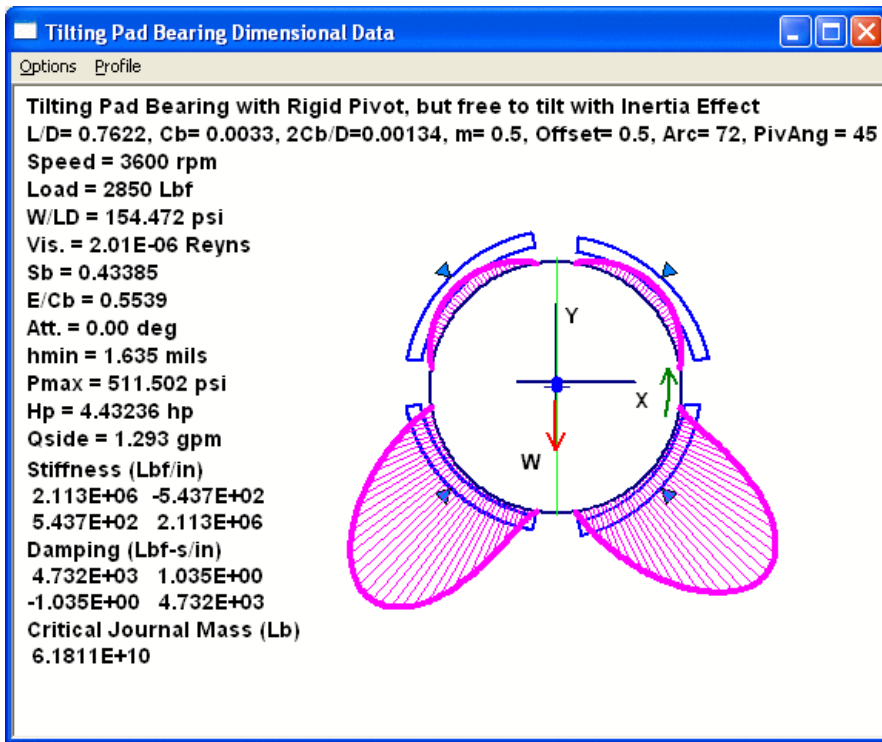 Tilting Pad Bearing Dimensional Data
Options Profile
Tilting Pad Bearing with Rigid Pivot, but free to tilt with Inertia Effect
L/D= 0.7622, Cb= 0.0033, 2Cb/D=0.00134, m= 0.5, Offset= 0.5, Arc= 72, PivAng = 45
Speed = 3600 rpm
Load = 2850 Lbf
W/LD = 154.472 psi
Vis. = 2.01E-06 Reyns
Sb = 0.43385
E/Cb = 0.5539
Att. = 0.00 deg
hmin = 1.635 mils
Pmax = 511.502 psi
Hp = 4.43236 hp
Qside = 1.293 gpm
Stiffness (Lbf/in)
2.113E+06 -5.437E+02
5.437E+02 2.113E+06
Damping (Lbf-s/in)
4.732E+03 1.035E+00
-1.035E+00 4.732E+03
Critical Journal Mass (Lb)
6.1811E+10
Y
X
W